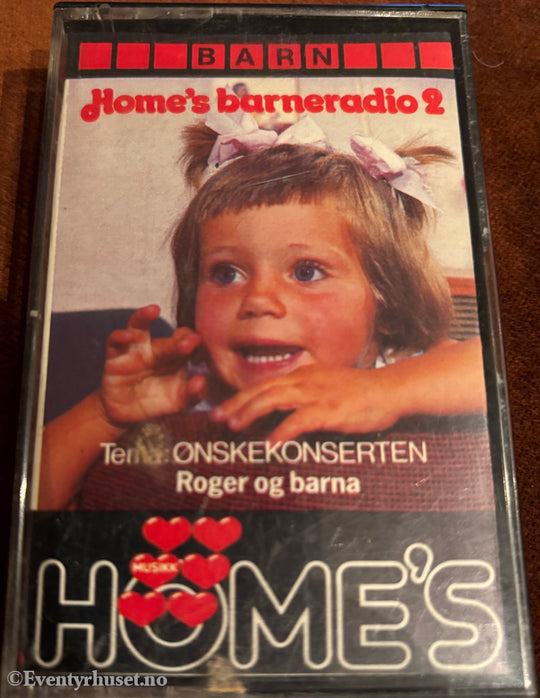 BARN
Home's barneradio 2
Tema: ØNSKEKONSERTEN
Roger og barna
MUSIKK
HOME'S
©Eventyrhuset.no